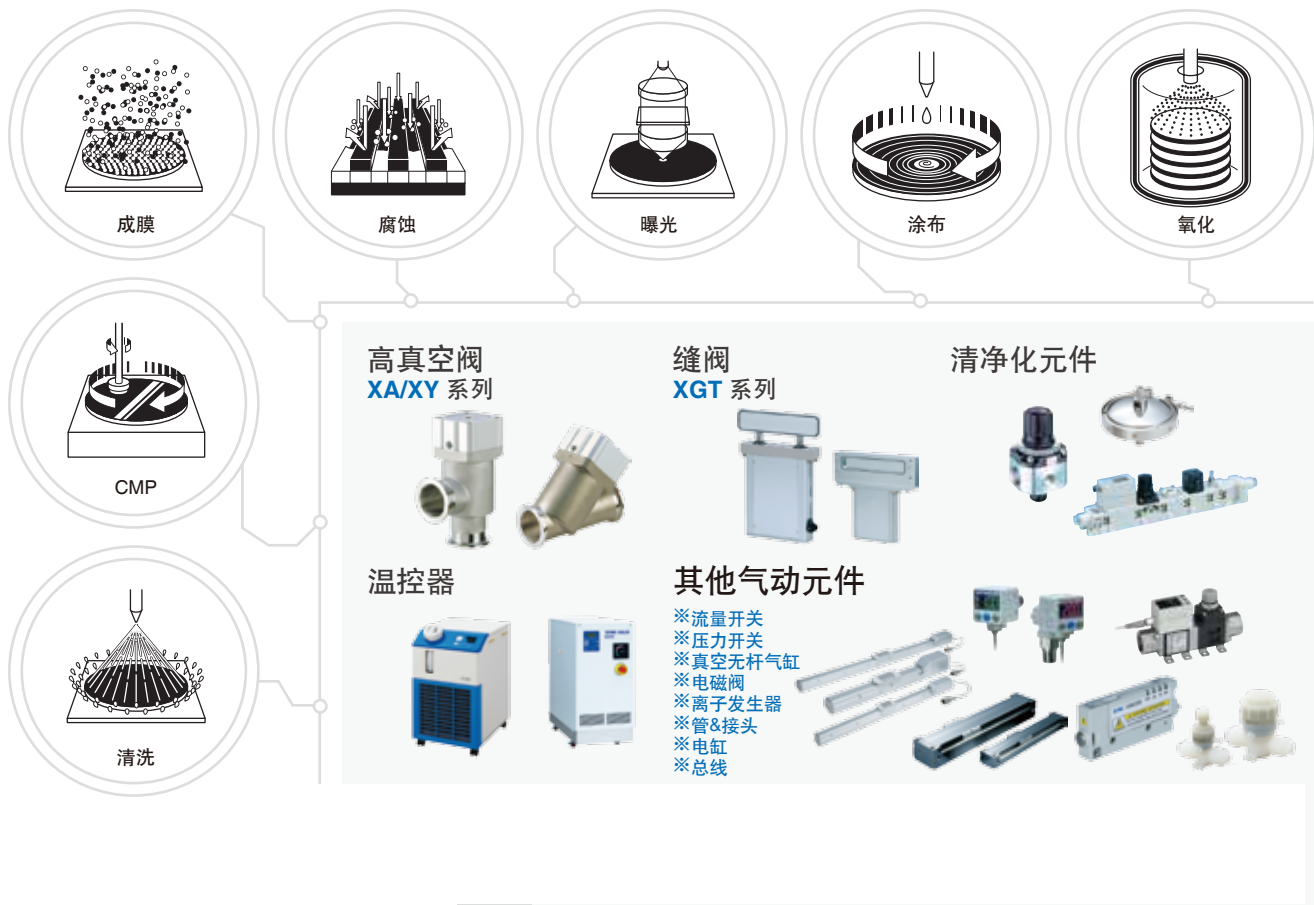 成膜
腐蚀
曝光
涂布
氧化
CMP
清洗
高真空阀
XA/XY 系列
缝阀
XGT 系列
清净化元件
温控器
其他气动元件
※流量开关
※压力开关
※真空无杆气缸
※电磁阀
※离子发生器
※管&接头
※电缸
※总线